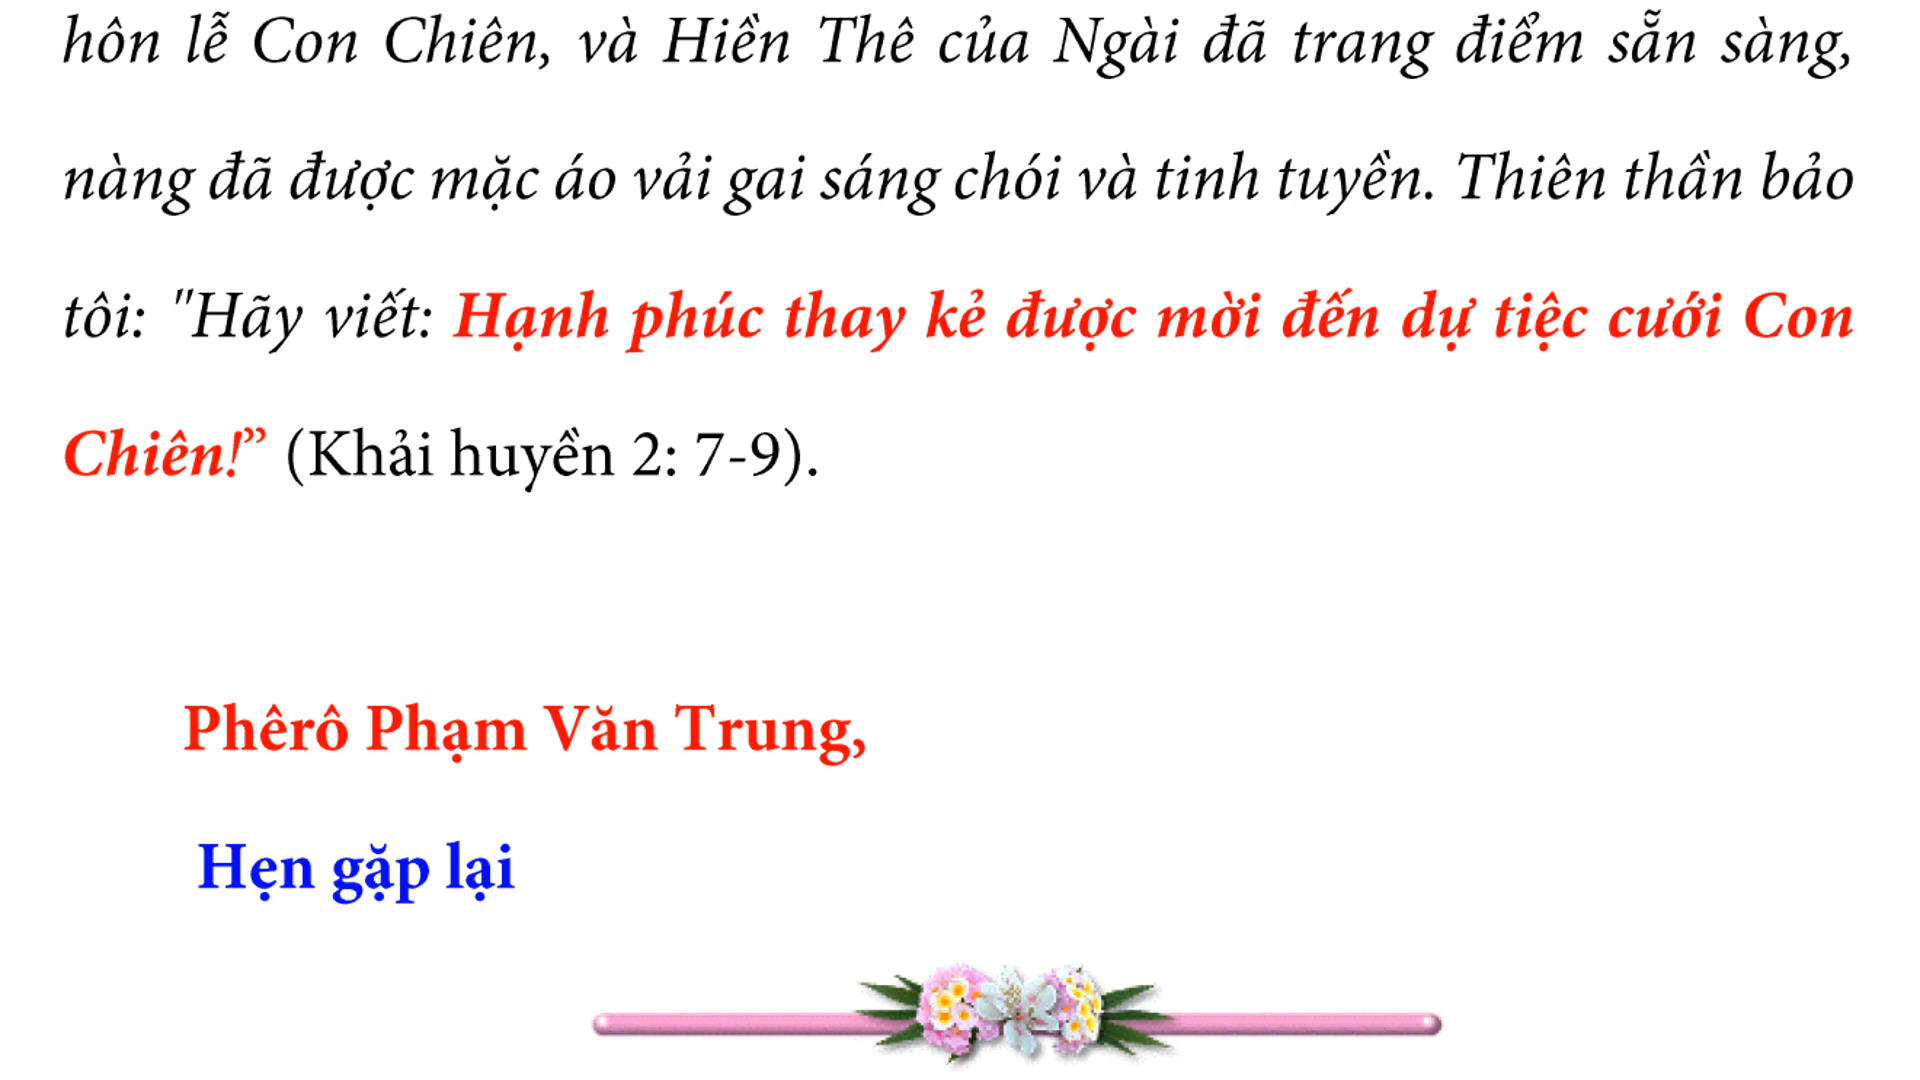 hôn lễ Con Chiên, và Hiền Thê của Ngài đã trang điểm sẵn sàng,
nàng đã được mặc áo vải gai sáng chói và tinh tuyền. Thiên thần bảo
tôi: "Hãy viết: Hạnh phúc thay kẻ được mời đến dự tiệc cưới Con
Chiên!” (Khải huyền 2: 7-9).
Phêrô Phạm Văn Trung,
Hẹn gặp lại